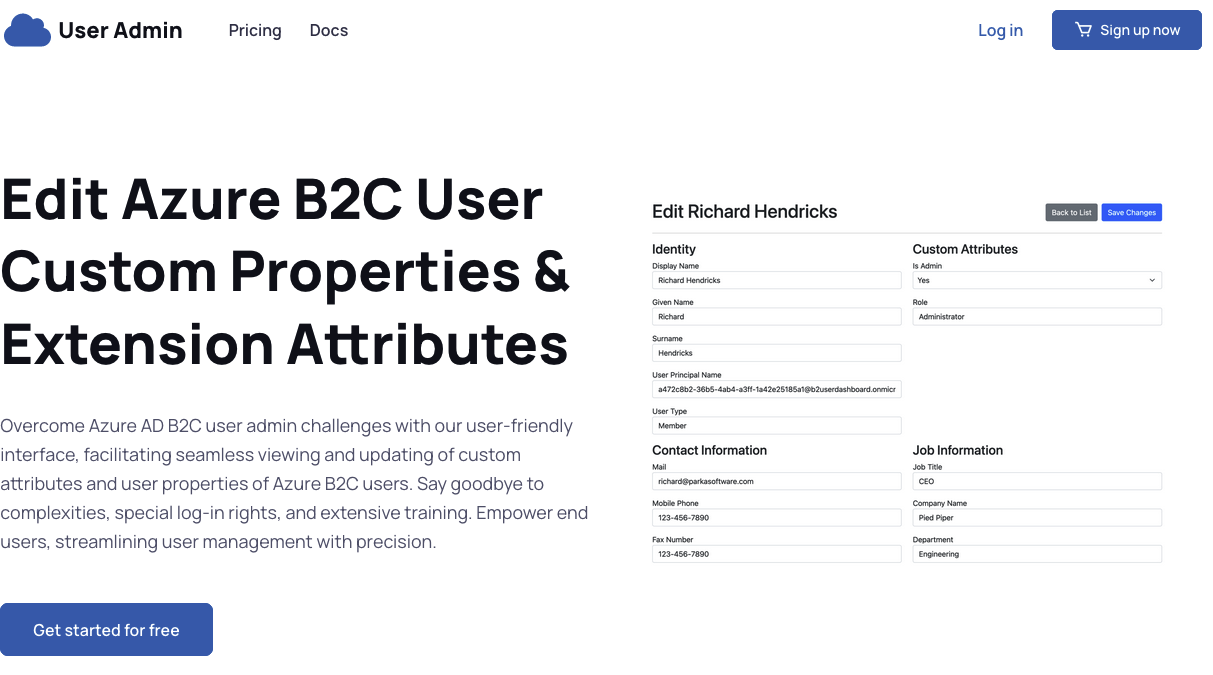 User Admin
Pricing
Docs
Log in
Sign up now
Edit Azure B2C User
Custom Properties &
Extension Attributes
Overcome Azure AD B2C user admin challenges with our user-friendly
interface, facilitating seamless viewing and updating of custom
attributes and user properties of Azure B2C users. Say goodbye to
complexities, special log-in rights, and extensive training. Empower end
users, streamlining user management with precision.
Get started for free
Edit Richard Hendricks
Back to List
Save Changes
Identity
Display Name
Richard Hendricks
Given Name
Richard
Surname
Hendricks
User Principal Name
a472c8b2-36b5-4ab4-a3ff-1a42e25185a1@b2userdashboard.onmicr
User Type
Member
Custom Attributes
Is Admin
Yes
Role
Administrator
Contact Information
Mail
richard@parkasoftware.com
Mobile Phone
123-456-7890
Fax Number
123-456-7890
Job Information
Job Title
CEO
Company Name
Pied Piper
Department
Engineering